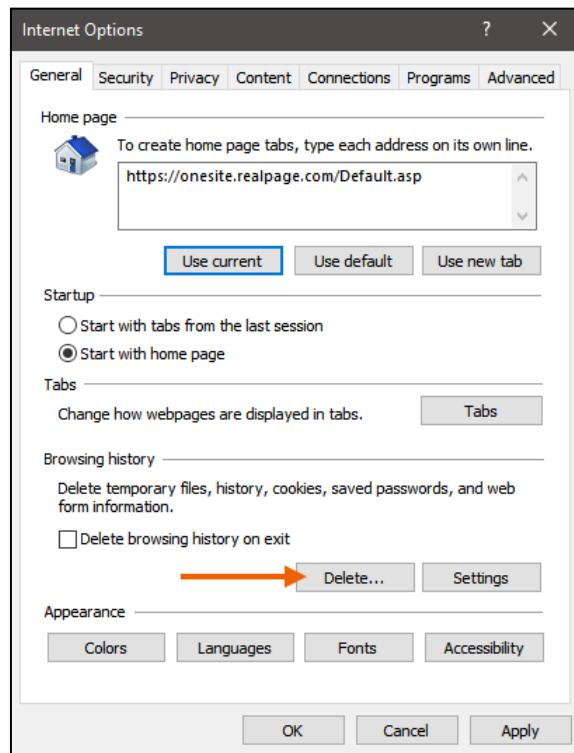 Internet Options ?
General Security Privacy Content Connections Programs Advanced
Home page
To create home page tabs, type each address on its own line.
https://onesite.realpage.com/Default.asp
Use current Use default Use new tab
Startup
Start with tabs from the last session
Start with home page
Tabs
Change how webpages are displayed in tabs. Tabs
Browsing history
Delete temporary files, history, cookies, saved passwords, and web
form information.
Delete browsing history on exit
Delete... Settings
Appearance
Colors Languages Fonts Accessibility
OK Cancel Apply